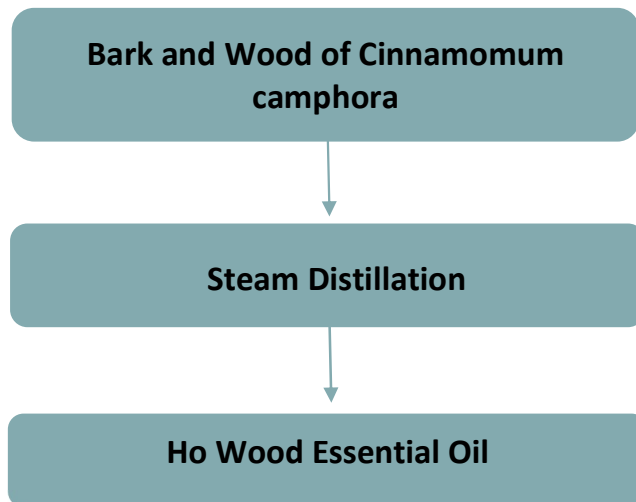 Bark and Wood of Cinnamomum
camphora
Steam Distillation
Ho Wood Essential Oil